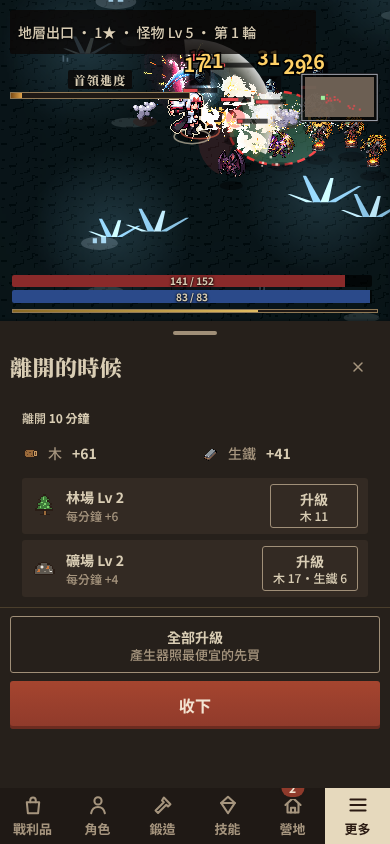 地層出口 · 1★ · 怪物 Lv 5 · 第 1 輪
1721 31 2926
首領進度
141 / 152
83 / 83
離開的時候 ×
離開 10 分鐘
木 +61 生鐵 +41
林場 Lv 2
每分鐘 +6
升級
木 11
礦場 Lv 2
每分鐘 +4
升級
木 17・生鐵 6
全部升級
產生器照最便宜的先買
收下
2
戰利品 角色 鍛造 技能 營地 更多